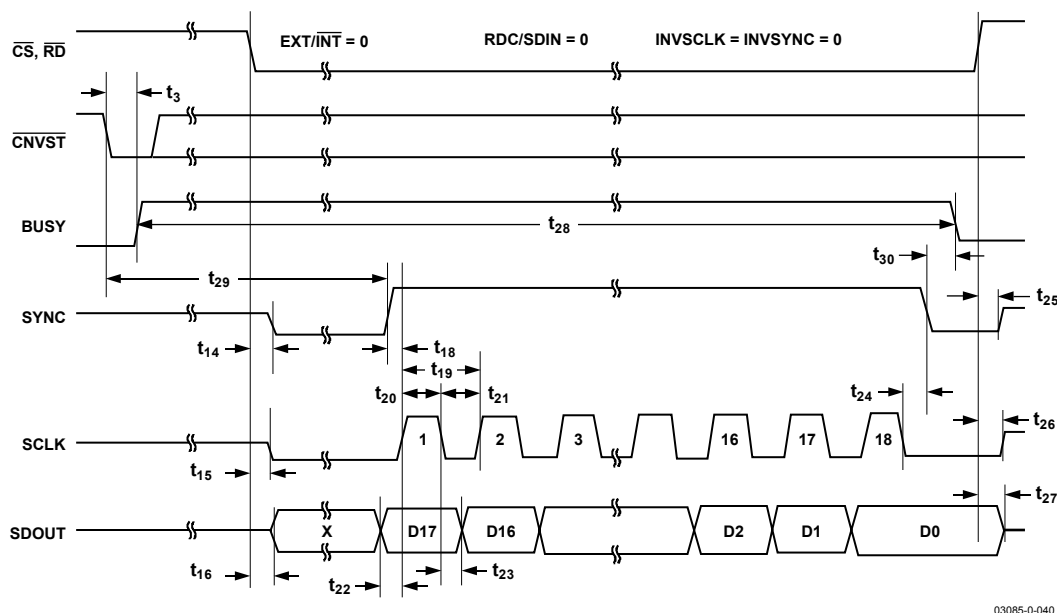 EXT/INT = 0 RDC/SDIN = 0 INVSCLK = INVSYNC = 0
CS, RD
t3
CNVST
BUSY
t28
t30
t29
t25
SYNC
t14
t18
t19
t20
t21
t24
t26
SCLK
1 2 3 16 17 18
t15
t27
SDOUT
X D17 D16 D2 D1 D0
t16
t22
t23
03085-0-040